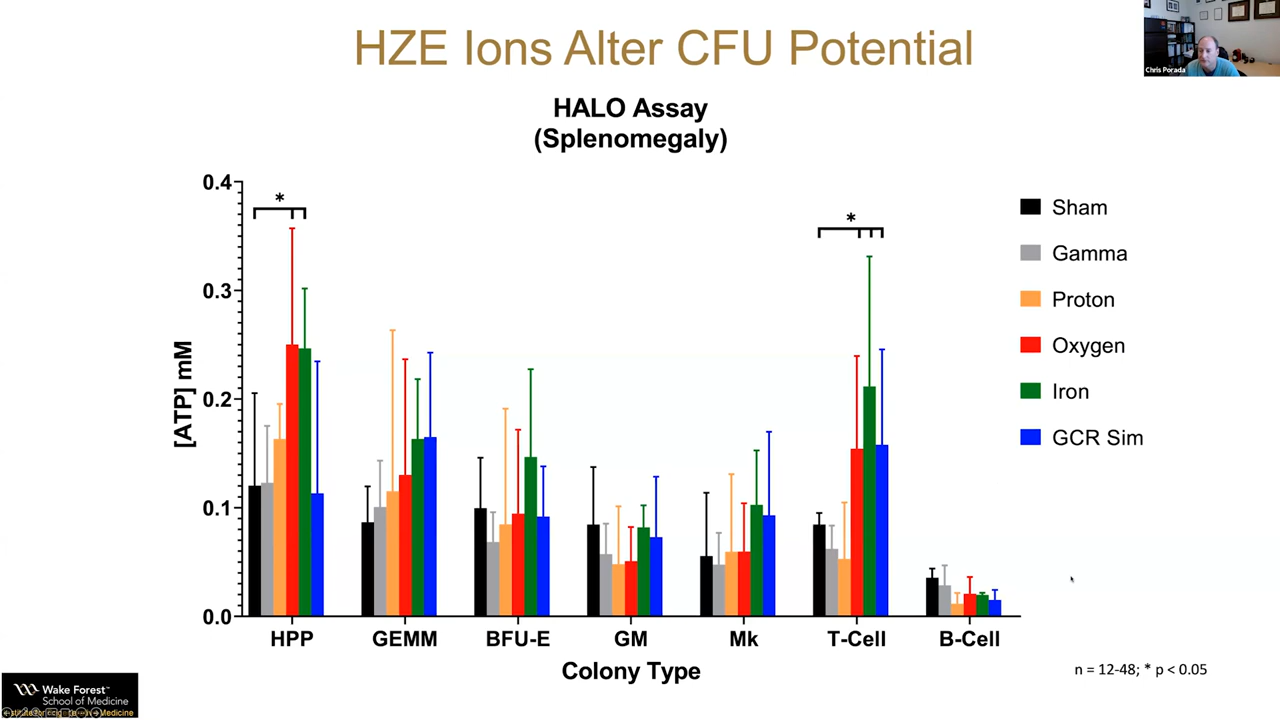 HZE Ions Alter CFU Potential
Chris Porada
HALO Assay
(Splenomegaly)
[ATP] mM
0.4
0.3
0.2
0.1
0.0
*
*
Sham
Gamma
Proton
Oxygen
Iron
GCR Sim
HPP
GEMM
BFU-E
GM
Mk
T-Cell
B-Cell
Colony Type
n = 12-48; * p < 0.05
Wake Forest™
School of Medicine
Medicine